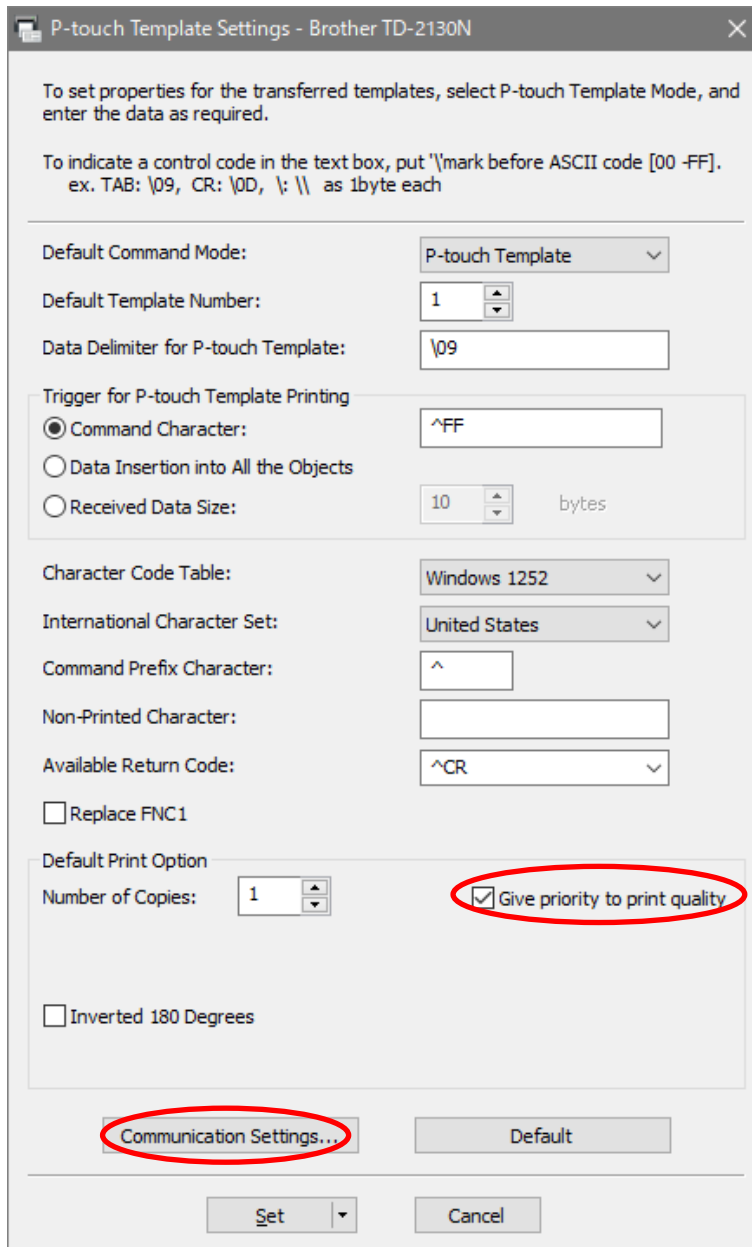 P-touch Template Settings - Brother TD-2130N
To set properties for the transferred templates, select P-touch Template Mode, and
enter the data as required.
To indicate a control code in the text box, put '\'mark before ASCII code [00 -FF].
ex. TAB: \09,  CR: \0D,  \: \\  as 1byte each
Default Command Mode: P-touch Template
Default Template Number: 1
Data Delimiter for P-touch Template: \09
Trigger for P-touch Template Printing
Command Character: ^FF
Data Insertion into All the Objects
Received Data Size: 10 bytes
Character Code Table: Windows 1252
International Character Set: United States
Command Prefix Character: ^
Non-Printed Character:
Available Return Code: ^CR
Replace FNC1
Default Print Option
Number of Copies: 1 Give priority to print quality
Inverted 180 Degrees
Communication Settings... Default
Set Cancel